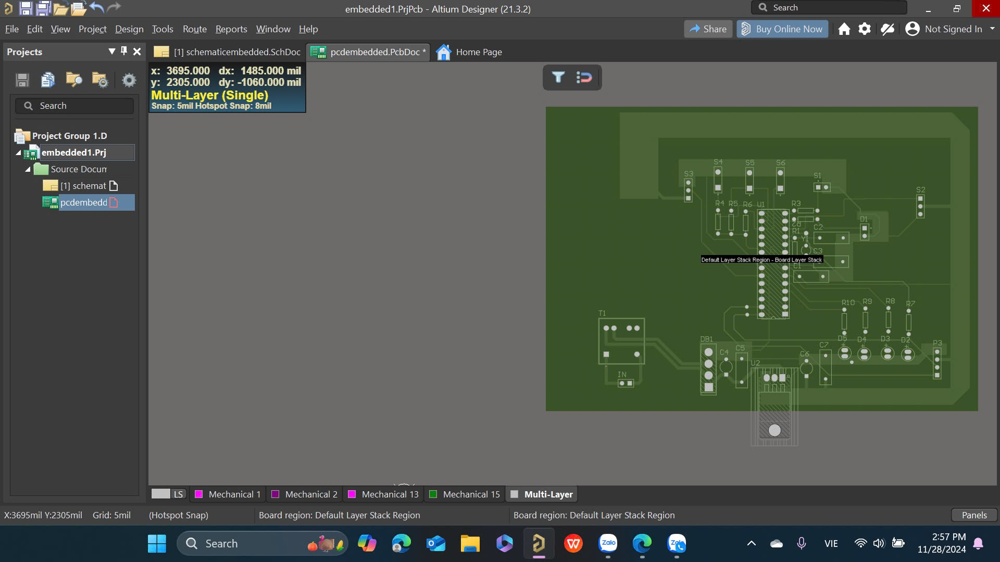 embedded1.PrjPcb - Altium Designer (21.3.2)
Search
File Edit View Project Design Tools Route Reports Window Help
Share
Buy Online Now
Not Signed In
Projects
[1] schematicembedded.SchDoc
pcdembedded.PcbDoc *
Home Page
x: 3695.000 dx: 1485.000 mil
y: 2305.000 dy: -1060.000 mil
Multi-Layer (Single)
Snap: 5mil Hotspot Snap: 8mil
Search
Project Group 1.D
embedded1.Prj
Source Docum
[1] schemat
pcdembedd
S4 S5 S6
S3
S1
S2
R4 R5 R6 U1
R3
R2
D1
R1
C2
Y1
C3
Default Layer Stack Region - Board Layer Stack
C1
R10 R9 R8 R7
T1
DB1
D5 D4 D3 D2
P3
C4 C5
C6
C7
U2
IN
LS
Mechanical 1
Mechanical 2
Mechanical 13
Mechanical 15
Multi-Layer
X:3695mil Y:2305mil Grid: 5mil (Hotspot Snap)
Board region: Default Layer Stack Region
Board region: Default Layer Stack Region
Panels
Search
Zalo
VIE
2:57 PM
11/28/2024